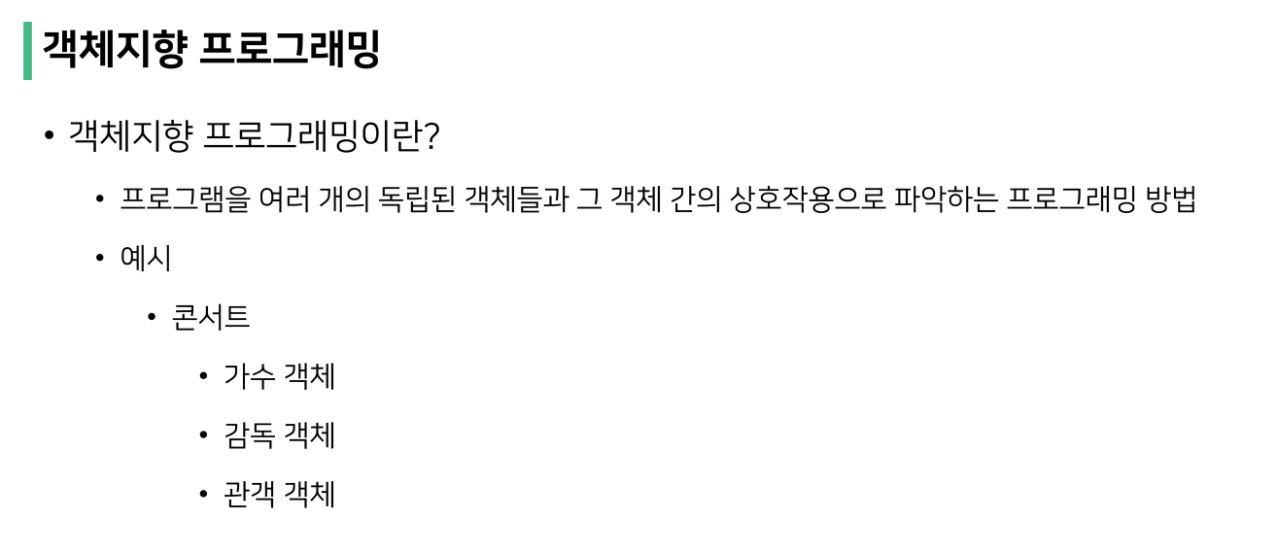 객체지향 프로그래밍
• 객체지향 프로그래밍이란?
• 프로그램을 여러 개의 독립된 객체들과 그 객체 간의 상호작용으로 파악하는 프로그래밍 방법
• 예시
• 콘서트
• 가수 객체
• 감독 객체
• 관객 객체